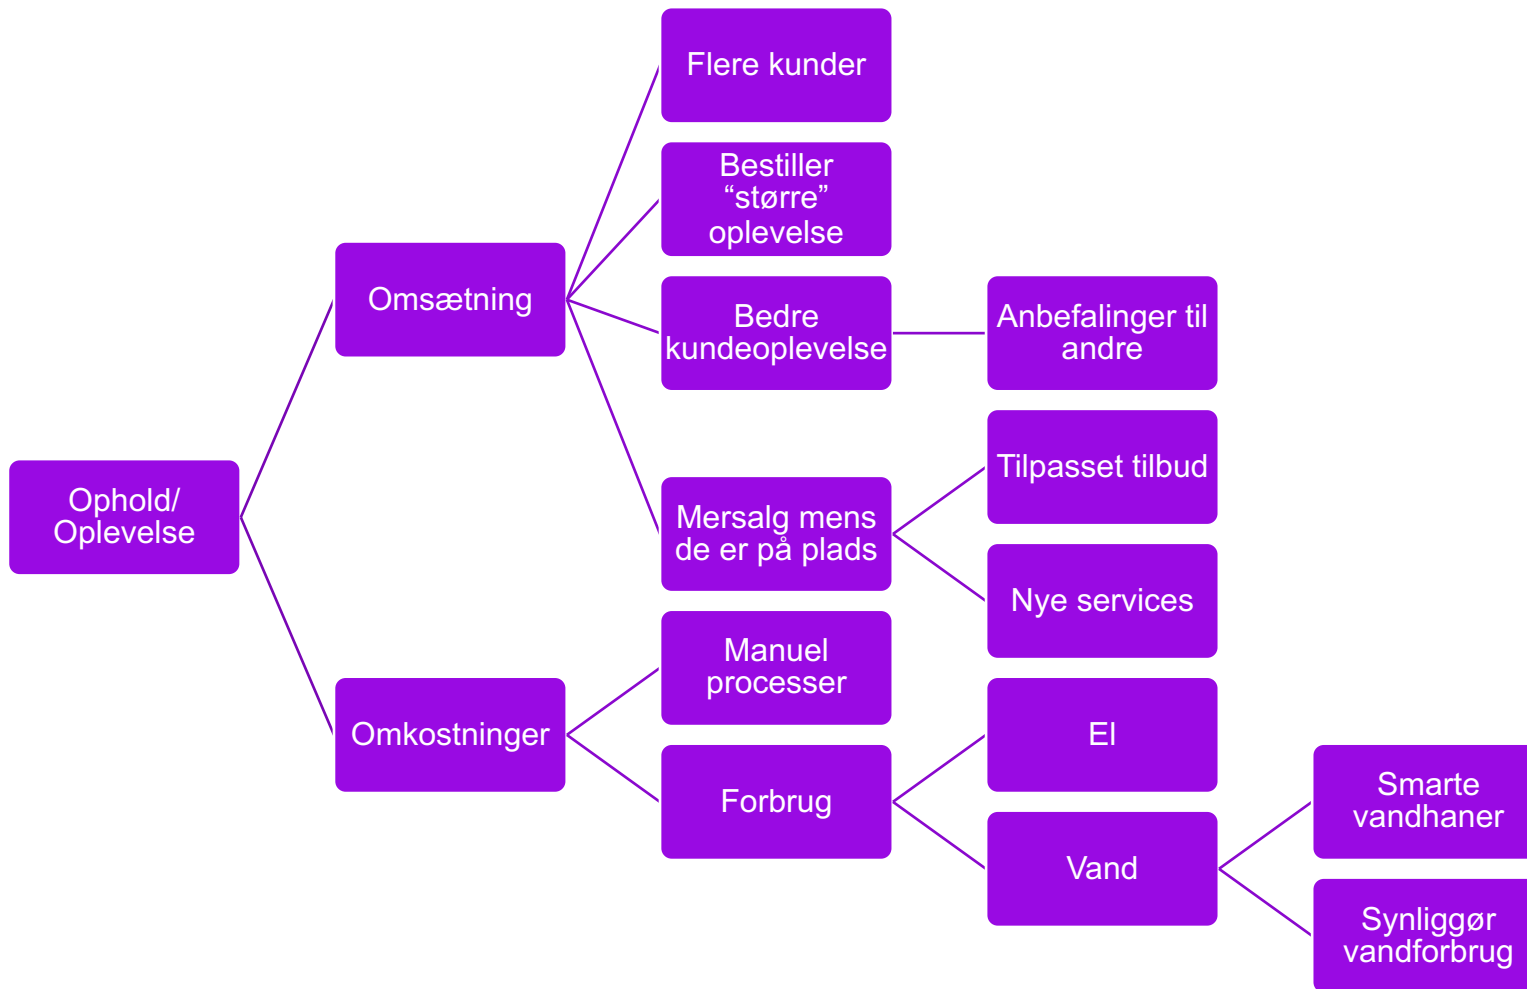 Flere kunder
Bestiller
“større”
oplevelse
Omsætning
Bedre
kundeoplevelse
Anbefalinger til
andre
Tilpasset tilbud
Ophold/
Oplevelse
Mersalg mens
de er på plads
Nye services
Manuel
processer
Omkostninger
El
Forbrug
Smarte
vandhaner
Vand
Synliggør
vandforbrug